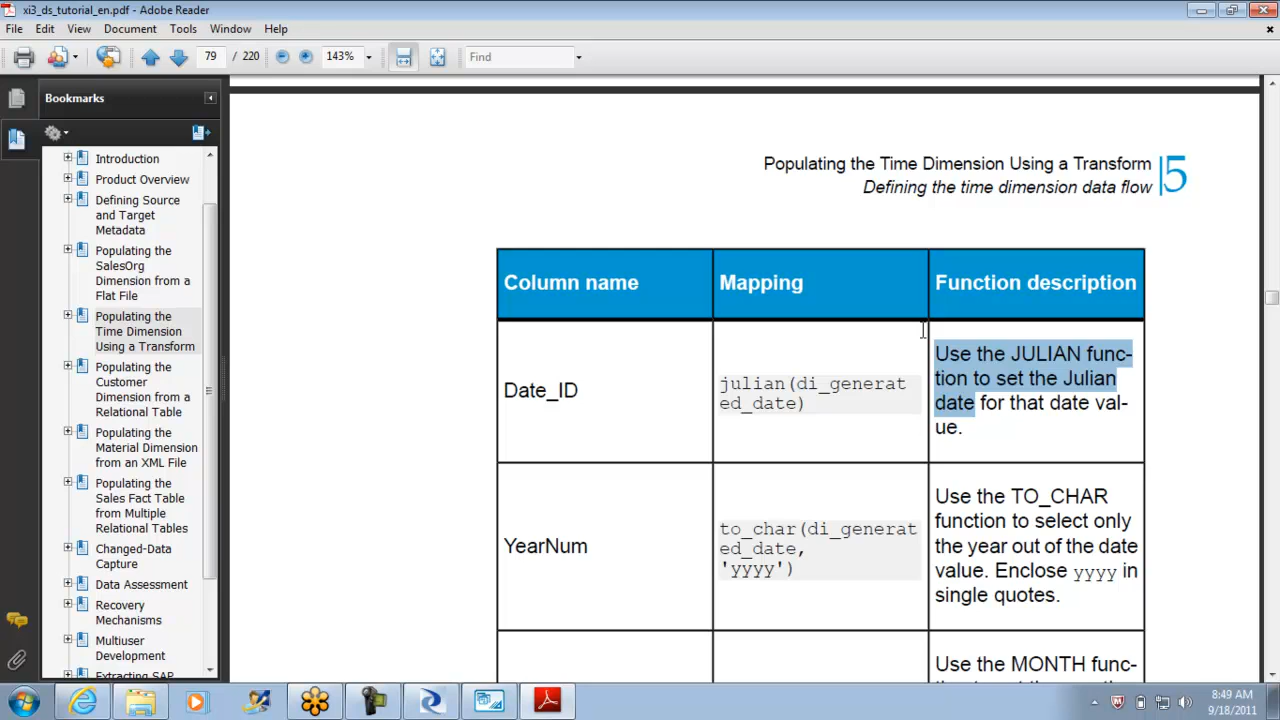 xi3_ds_tutorial_en.pdf - Adobe Reader
File Edit View Document Tools Window Help
79 / 220 143% Find
Bookmarks
Introduction
Product Overview
Defining Source
and Target
Metadata
Populating the
SalesOrg
Dimension from a
Flat File
Populating the
Time Dimension
Using a Transform
Populating the
Customer
Dimension from a
Relational Table
Populating the
Material Dimension
from an XML File
Populating the
Sales Fact Table
from Multiple
Relational Tables
Changed-Data
Capture
Data Assessment
Recovery
Mechanisms
Multiuser
Development
Extracting SAP
Populating the Time Dimension Using a Transform
Defining the time dimension data flow
5
Column name
Mapping
Function description
Date_ID
julian(di_generat
ed_date)
Use the JULIAN func-
tion to set the Julian
date for that date val-
ue.
YearNum
to_char(di_generat
ed_date,
'yyyy')
Use the TO_CHAR
function to select only
the year out of the date
value. Enclose yyyy in
single quotes.
Use the MONTH func-
8:49 AM
9/18/2011